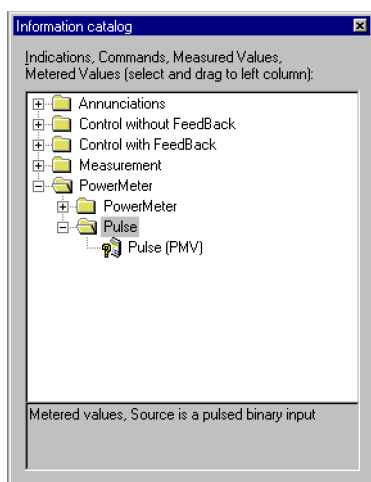 Information catalog
Indications, Commands, Measured Values,
Metered Values (select and drag to left column):
Annunciations
Control without FeedBack
Control with FeedBack
Measurement
PowerMeter
PowerMeter
Pulse
Pulse (PMV)
Metered values, Source is a pulsed binary input